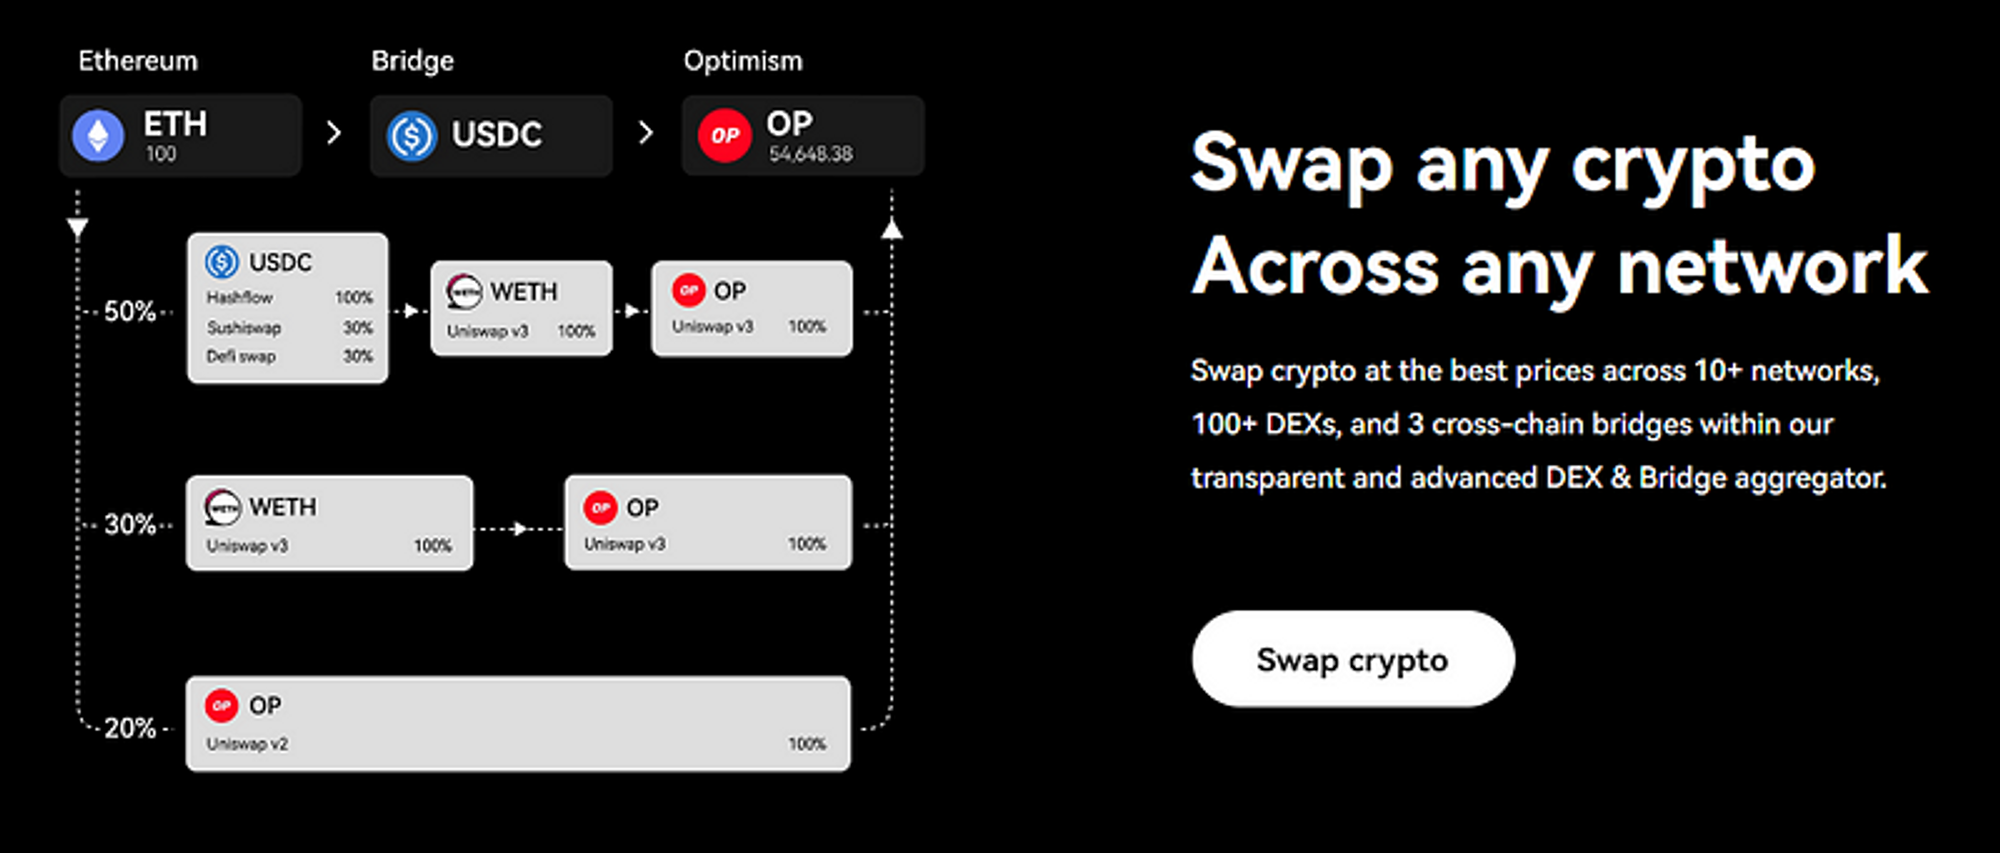 Ethereum
Bridge
Optimism
ETH
100
USDC
OP
OP
54,648.38
50%
USDC
Hashflow 100%
Sushiswap 30%
Defi swap 30%
WETH
WETH
Uniswap v3 100%
OP
OP
Uniswap v3 100%
30%
WETH
WETH
Uniswap v3 100%
OP
OP
Uniswap v3 100%
20%
OP
OP
Uniswap v2 100%
Swap any crypto
Across any network
Swap crypto at the best prices across 10+ networks,
100+ DEXs, and 3 cross-chain bridges within our
transparent and advanced DEX & Bridge aggregator.
Swap crypto